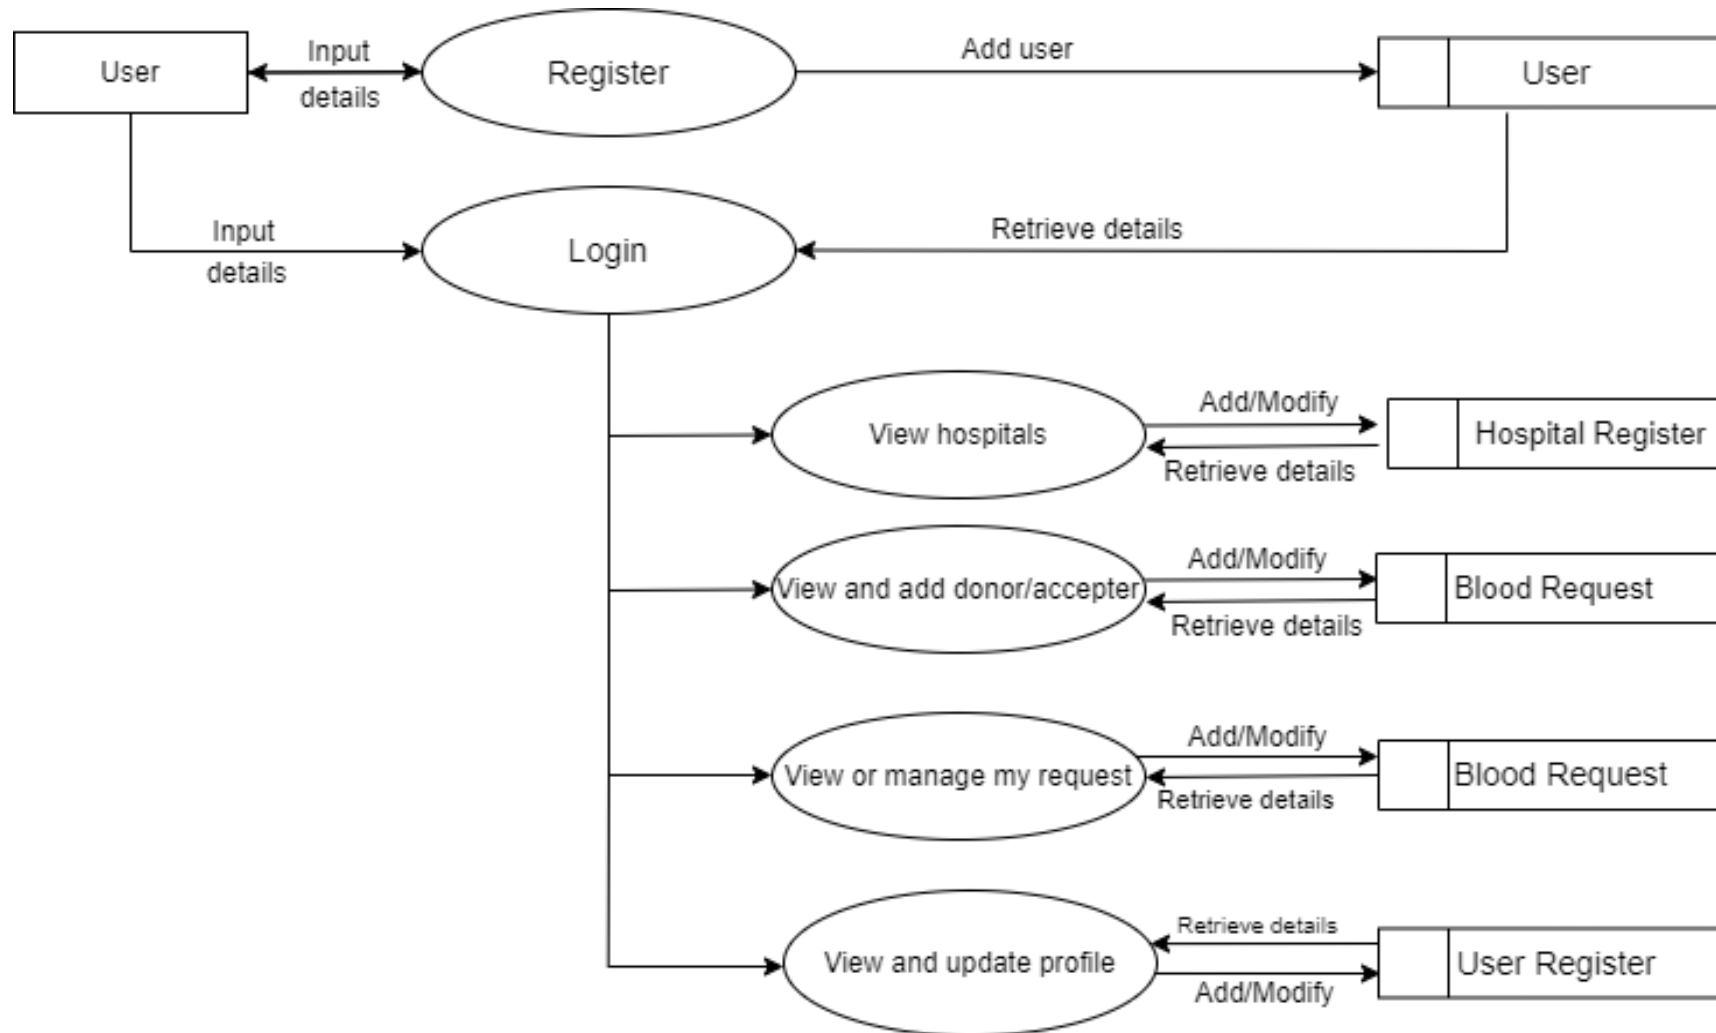 User
Input
details
Register
Add user
User
Input
details
Login
Retrieve details
View hospitals
Add/Modify
Retrieve details
Hospital Register
View and add donor/accepter
Add/Modify
Retrieve details
Blood Request
View or manage my request
Add/Modify
Retrieve details
Blood Request
View and update profile
Retrieve details
Add/Modify
User Register